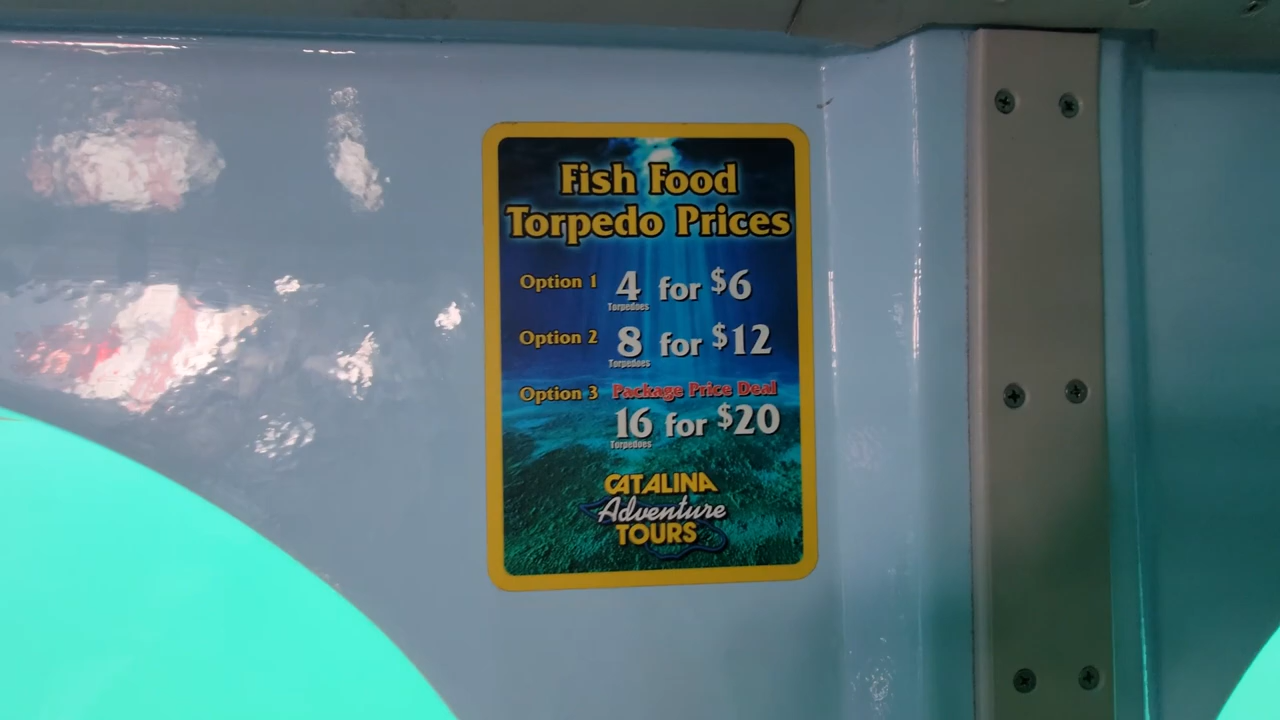 Fish Food
Torpedo Prices
Option 1 4 for $6
Torpedoes
Option 2 8 for $12
Torpedoes
Option 3 Package Price Deal
16 for $20
Torpedoes
CATALINA
Adventure
TOURS